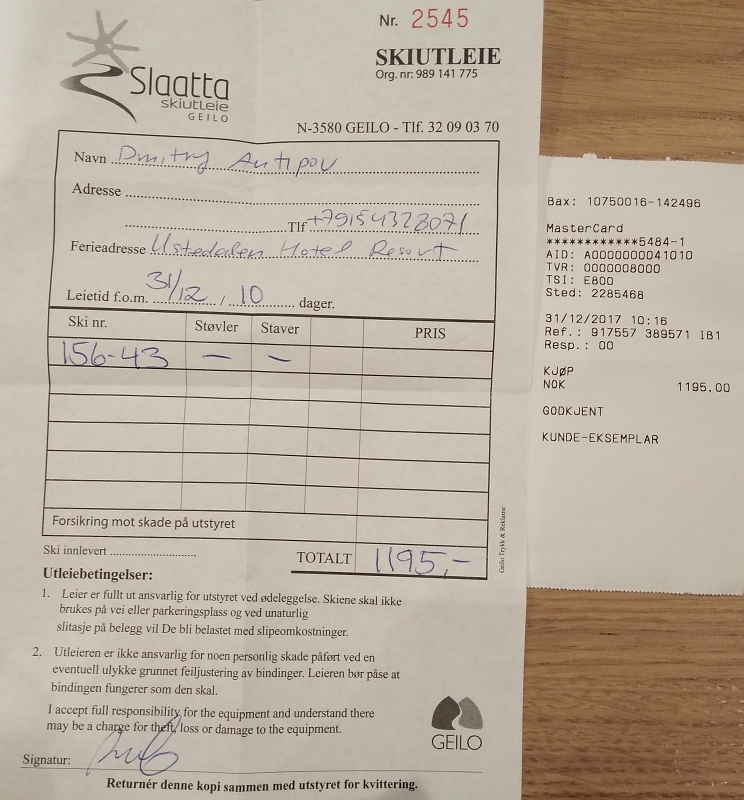 Nr. 2545
Slaatta
skiutleie
GEILO
SKIUTLEIE
Org. nr: 989 141 775
N-3580 GEILO - Tlf. 32 09 03 70
Navn Dmitry Antipov
Adresse
Tlf +79154328071
Ferieadresse Ustedalen Hotel Resort
Leietid f.o.m. 31/12 / 10 dager.
Ski nr. Støvler Staver PRIS
156-43 — —
Forsikring mot skade på utstyret
Ski innlevert
TOTALT 1195,-
Geilo Trykk & Reklame
Utleiebetingelser:
1. Leier er fullt ut ansvarlig for utstyret ved ødeleggelse. Skiene skal ikke
brukes på vei eller parkeringsplass og ved unaturlig
slitasje på belegg vil De bli belastet med slipeomkostninger.
2. Utleieren er ikke ansvarlig for noen personlig skade påført ved en
eventuell ulykke grunnet feiljustering av bindinger. Leieren bør påse at
bindingen fungerer som den skal.
I accept full responsibility for the equipment and understand there
may be a charge for theft/loss or damage to the equipment.
GEILO
Signatur:
Returnér denne kopi sammen med utstyret for kvittering.
Bax: 10750016-142496
MasterCard
************5484-1
AID: A0000000041010
TVR: 0000008000
TSI: E800
Sted: 2285468
31/12/2017 10:16
Ref.: 917557 389571 IB1
Resp.: 00
KJØP
NOK 1195,00
GODKJENT
KUNDE-EKSEMPLAR